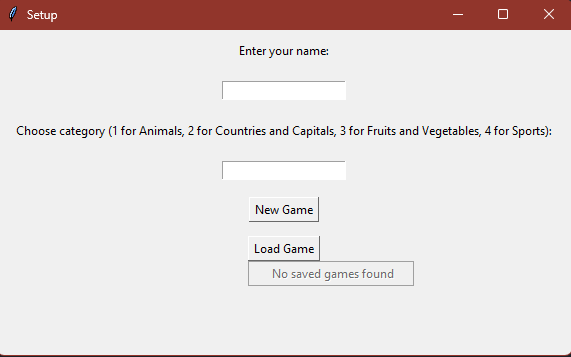 Setup
Enter your name:
Choose category (1 for Animals, 2 for Countries and Capitals, 3 for Fruits and Vegetables, 4 for Sports):
New Game
Load Game
No saved games found